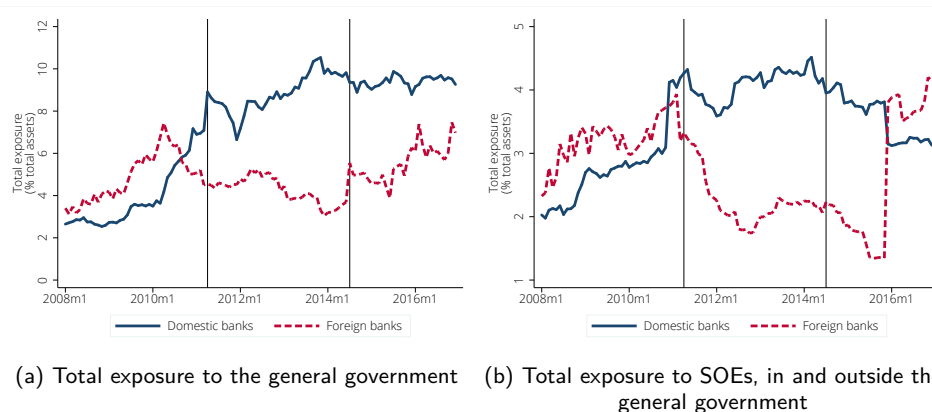 12
10
8
6
4
2
0
Total exposure
(% total assets)
2008m1 2010m1 2012m1 2014m1 2016m1
Domestic banks Foreign banks
(a) Total exposure to the general government
5
4
3
2
1
Total exposure
(% total assets)
2008m1 2010m1 2012m1 2014m1 2016m1
Domestic banks Foreign banks
(b) Total exposure to SOEs, in and outside th
general government